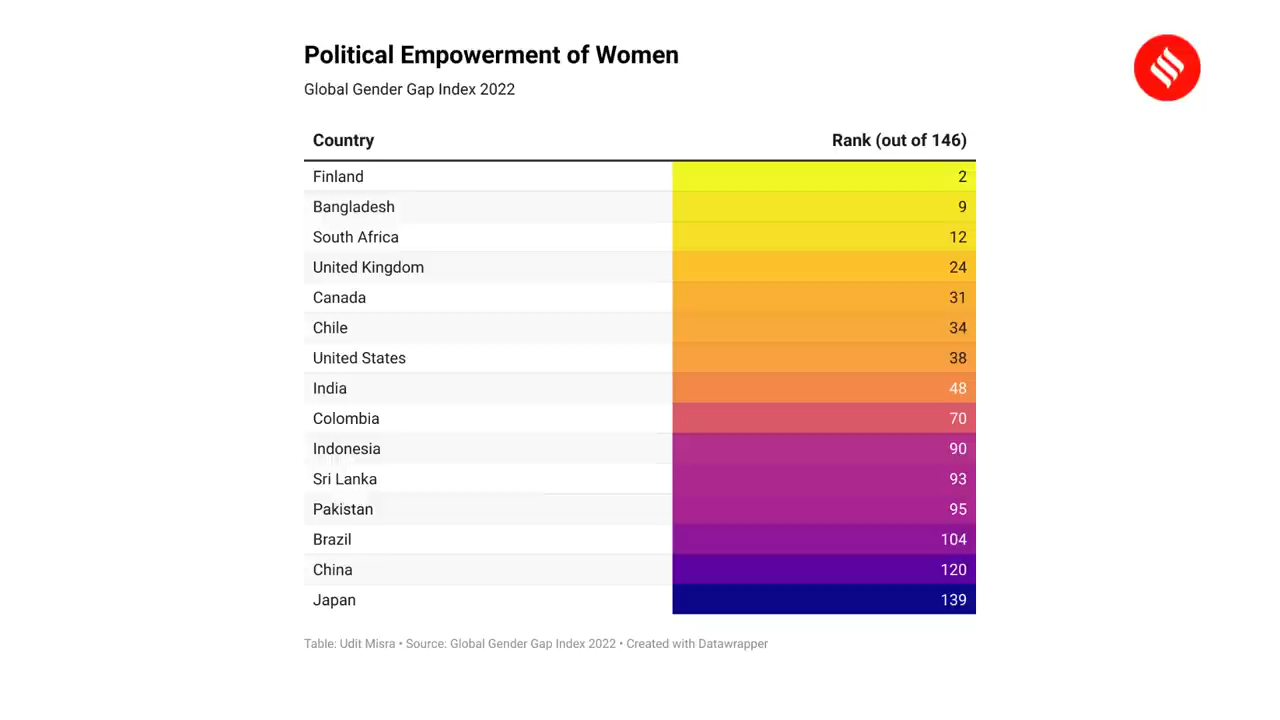 Political Empowerment of Women
Global Gender Gap Index 2022
Country Rank (out of 146)
Finland 2
Bangladesh 9
South Africa 12
United Kingdom 24
Canada 31
Chile 34
United States 38
India 48
Colombia 70
Indonesia 90
Sri Lanka 93
Pakistan 95
Brazil 104
China 120
Japan 139
Table: Udit Misra • Source: Global Gender Gap Index 2022 • Created with Datawrapper